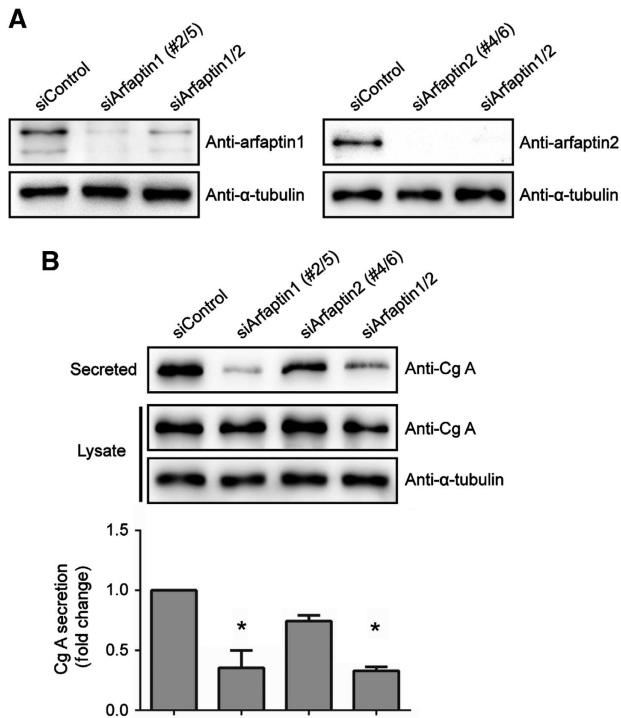 A
siControl
siArfaptin1 (#2/5)
siArfaptin1/2
Anti-arfaptin1
Anti-α-tubulin
siControl
siArfaptin2 (#4/6)
siArfaptin1/2
Anti-arfaptin2
Anti-α-tubulin
B
siControl
siArfaptin1 (#2/5)
siArfaptin2 (#4/6)
siArfaptin1/2
Secreted
Anti-Cg A
Lysate
Anti-Cg A
Anti-α-tubulin
Cg A secretion
(fold change)
1.5
1.0
0.5
0.0
*
*